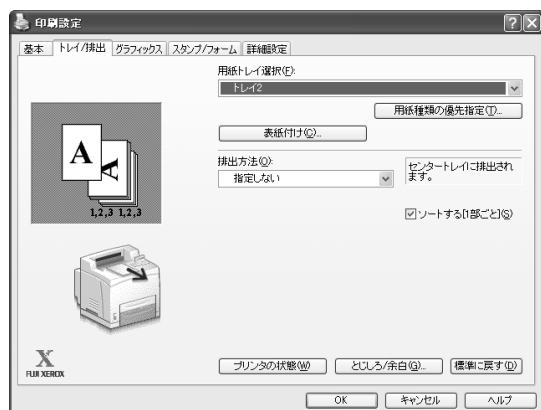 印刷設定
基本 トレイ/排出 グラフィックス スタンプ/フォーム 詳細設定
用紙トレイ選択(F):
トレイ2
用紙種類の優先指定(T)...
表紙付け(C)...
排出方法(O):
指定しない
センタートレイに排出され
ます。
ソートする[1部ごと](S)
A
A
1,2,3 1,2,3
X
FUJI XEROX
プリンタの状態(W) とじしろ/余白(G)... 標準に戻す(D)
OK キャンセル ヘルプ